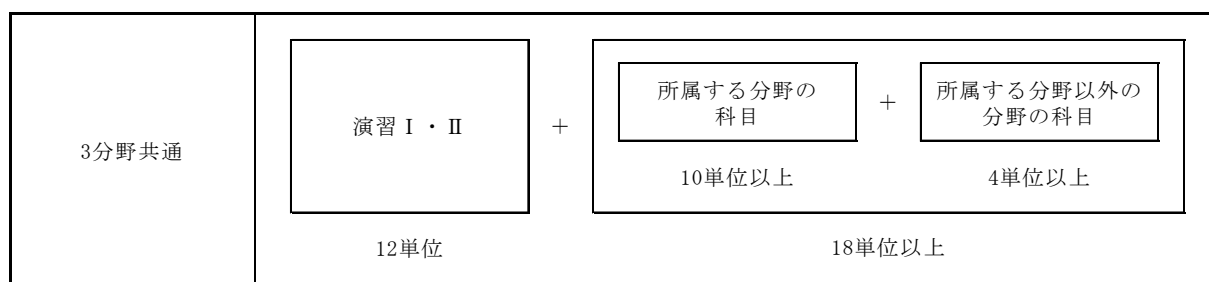 3分野共通
演習Ⅰ・Ⅱ
+
所属する分野の
科目
+
所属する分野以外の
分野の科目
10単位以上
4単位以上
12単位
18単位以上